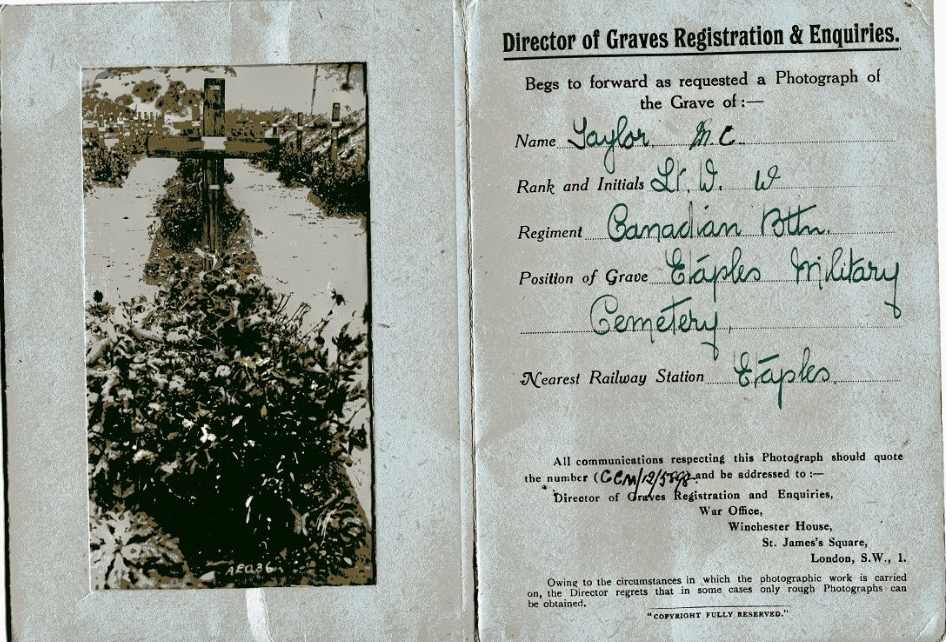 AE036
Director of Graves Registration & Enquiries.
Begs to forward as requested a Photograph of
the Grave of :—
Name Taylor. M.C.
Rank and Initials Lt. W. W
Regiment Canadian Bttn.
Position of Grave Etáples Military
Cemetery.
Nearest Railway Station Etáples.
All communications respecting this Photograph should quote
the number (CEM/12/ and be addressed to :—
Director of Graves Registration and Enquiries,
War Office,
Winchester House,
St. James's Square,
London, S.W., 1.
Owing to the circumstances in which the photographic work is carried
on, the Director regrets that in some cases only rough Photographs can
be obtained.
"COPYRIGHT FULLY RESERVED."